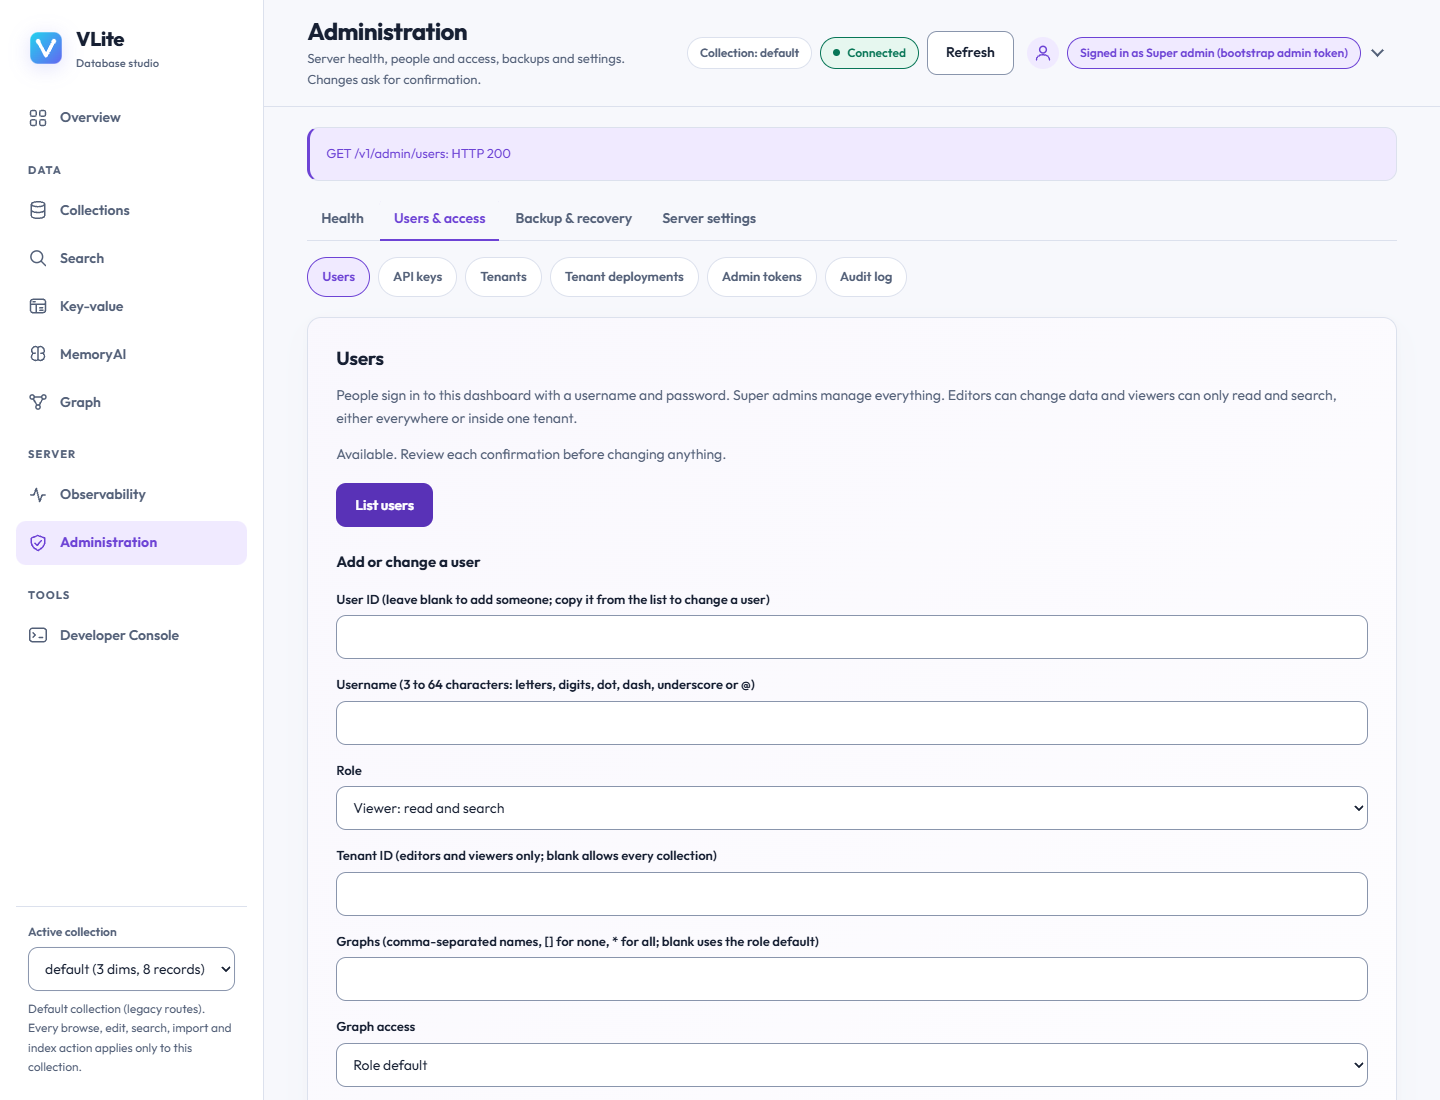 VLite
Database studio
Overview
DATA
Collections
Search
Key-value
MemoryAI
Graph
SERVER
Observability
Administration
TOOLS
Developer Console
Active collection
default (3 dims, 8 records)
Default collection (legacy routes).
Every browse, edit, search, import and
index action applies only to this
collection.
Administration
Server health, people and access, backups and settings.
Changes ask for confirmation.
Collection: default
Connected
Refresh
Signed in as Super admin (bootstrap admin token)
GET /v1/admin/users: HTTP 200
Health
Users & access
Backup & recovery
Server settings
Users
API keys
Tenants
Tenant deployments
Admin tokens
Audit log
Users
People sign in to this dashboard with a username and password. Super admins manage everything. Editors can change data and viewers can only read and search,
either everywhere or inside one tenant.
Available. Review each confirmation before changing anything.
List users
Add or change a user
User ID (leave blank to add someone; copy it from the list to change a user)
Username (3 to 64 characters: letters, digits, dot, dash, underscore or @)
Role
Viewer: read and search
Tenant ID (editors and viewers only; blank allows every collection)
Graphs (comma-separated names, [] for none, * for all; blank uses the role default)
Graph access
Role default